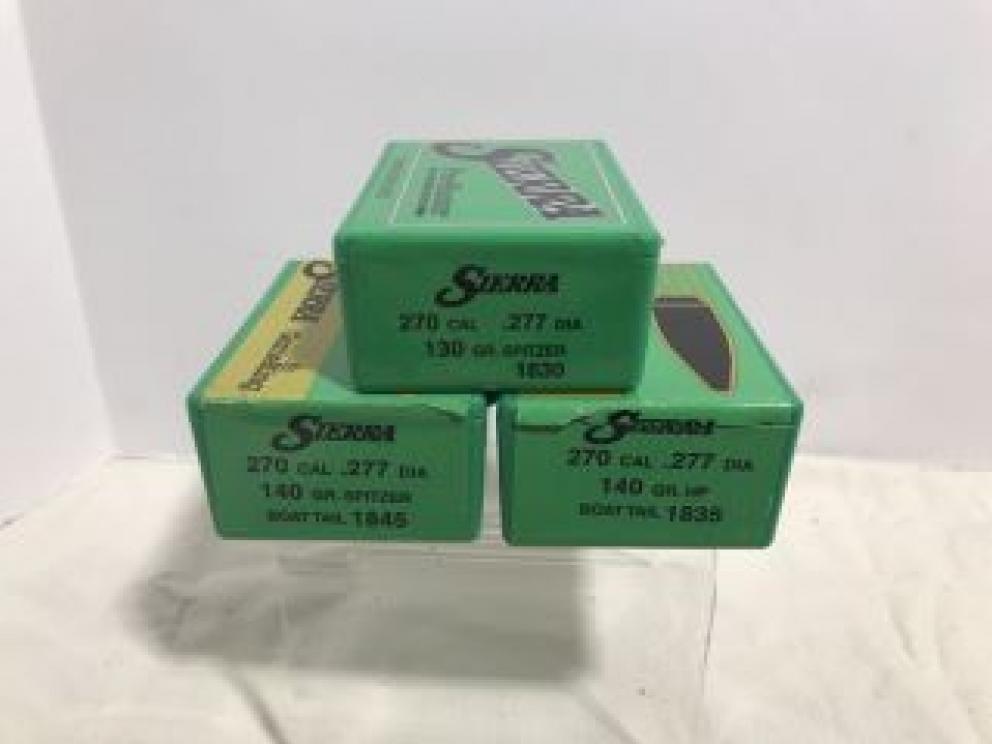 SIERRA
SIERRA
270 CAL .277 DIA
130 GR. SPITZER
1830
SIERRA
270 CAL .277 DIA
140 GR. SPITZER
BOAT TAIL 1845
SIERRA
270 CAL .277 DIA
140 GR. HP
BOAT TAIL 1835